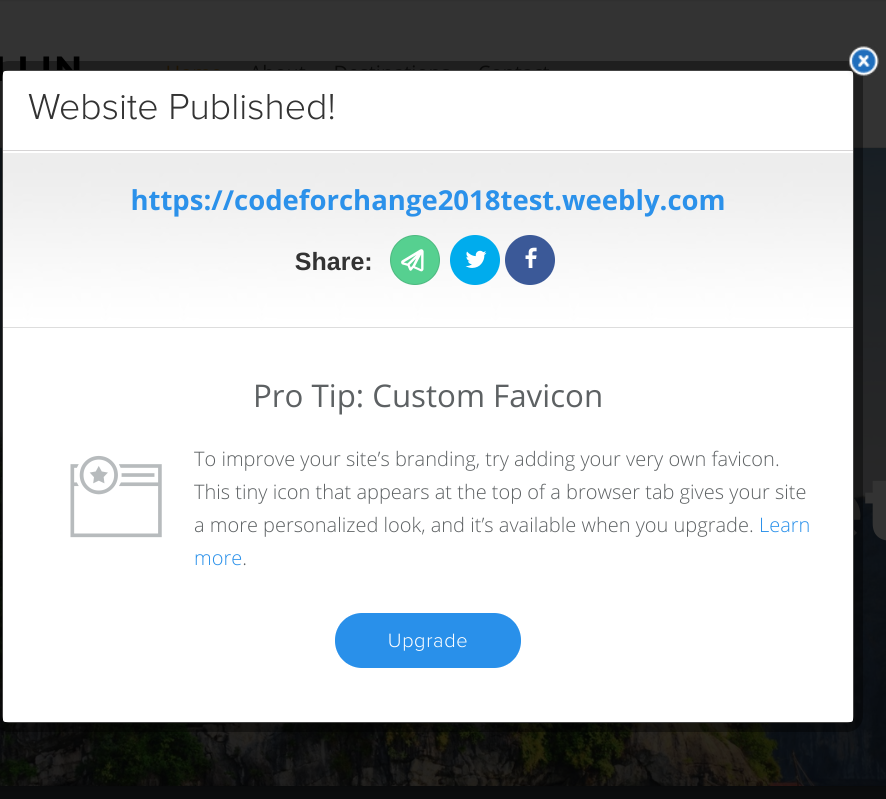 Website Published!
https://codeforchange2018test.weebly.com
Share:
Pro Tip: Custom Favicon
To improve your site’s branding, try adding your very own favicon.
This tiny icon that appears at the top of a browser tab gives your site
a more personalized look, and it’s available when you upgrade. Learn
more.
Upgrade